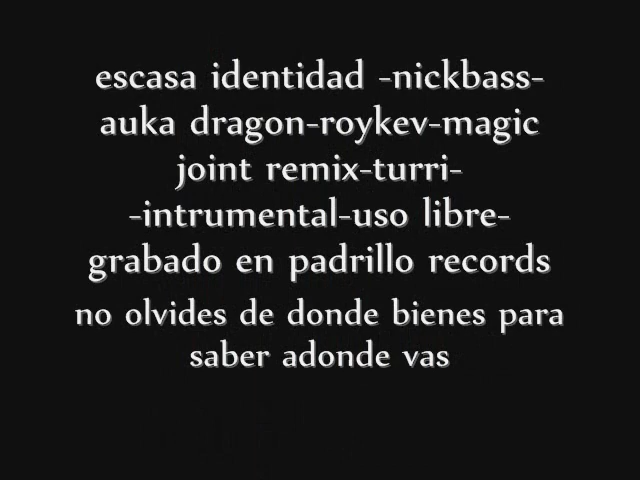 escasa identidad -nickbass-
auka dragon-roykev-magic
joint remix-turri-
-intrumental-uso libre-
grabado en padrillo records
no olvides de donde bienes para
saber adonde vas